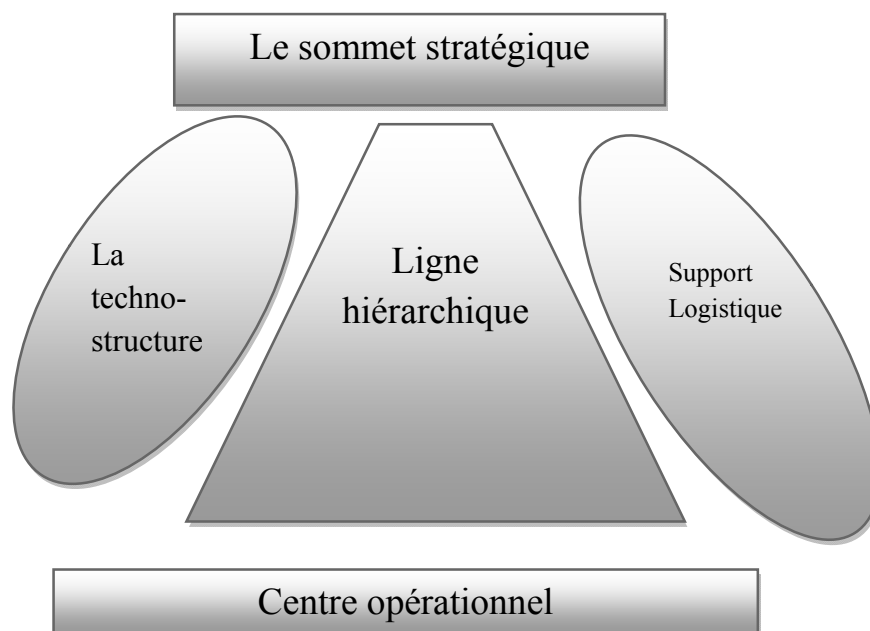 Le sommet stratégique
La
techno-
structure
Ligne
hiérarchique
Support
Logistique
Centre opérationnel